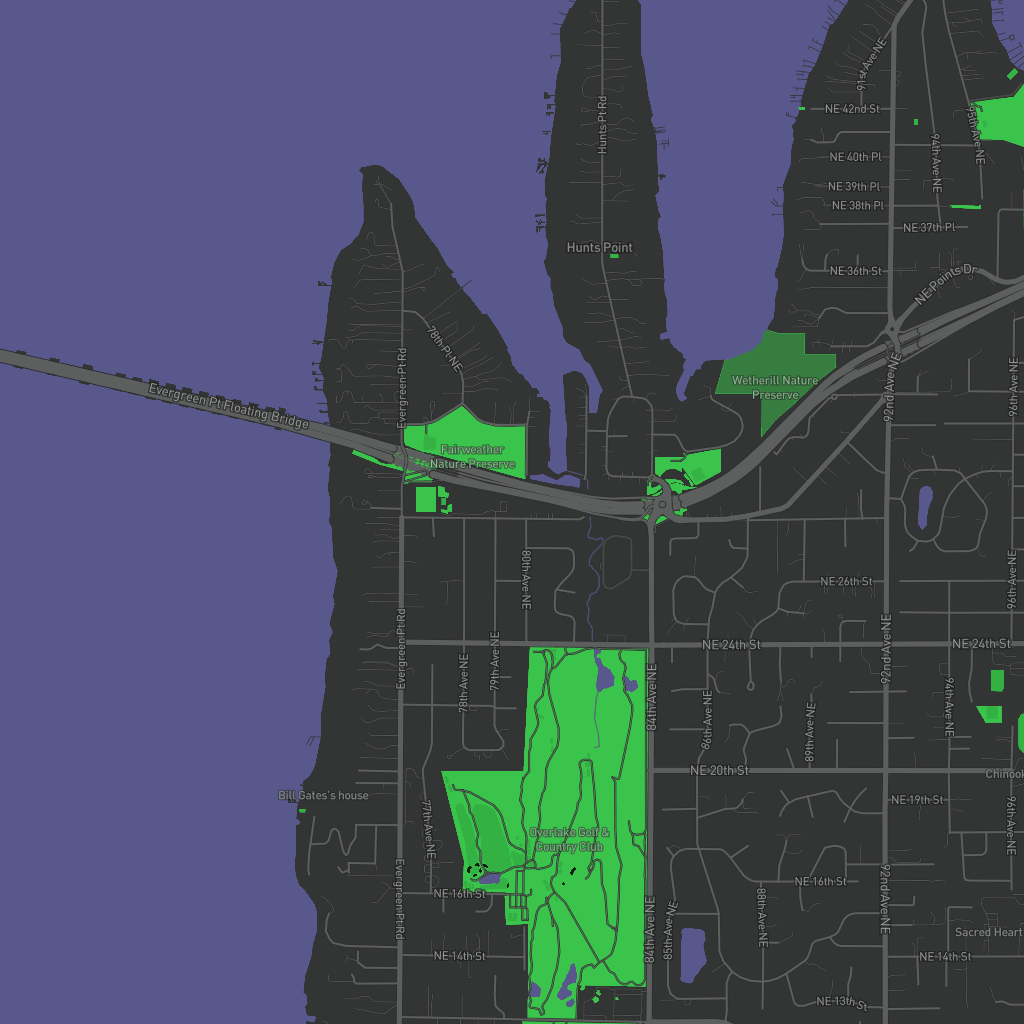 91st Ave NE
NE 42nd St
95th Ave NE
Hunts Pt Rd
94th Ave NE
NE 40th Pl
NE 39th Pl
NE 38th Pl
NE 37th Pl
Hunts Point
NE 36th St
NE Points Dr
78th Pl NE
Evergreen Pt Rd
92nd Ave NE
96th Ave NE
Wetherill Nature
Preserve
Evergreen Pt Floating Bridge
Fairweather
Nature Preserve
80th Ave NE
NE 26th St
96th Ave NE
Evergreen Pt Rd
92nd Ave NE
79th Ave NE
NE 24th St
NE 24th St
78th Ave NE
84th Ave NE
86th Ave NE
89th Ave NE
94th Ave NE
NE 20th St
Chinook
Bill Gates's house
NE 19th St
77th Ave NE
Overlake Golf &
Country Club
96th Ave NE
NE 16th St
NE 16th St
Evergreen Pt Rd
92nd Ave NE
84th Ave NE
85th Ave NE
88th Ave NE
Sacred Heart
NE 14th St
NE 14th St
NE 13th St